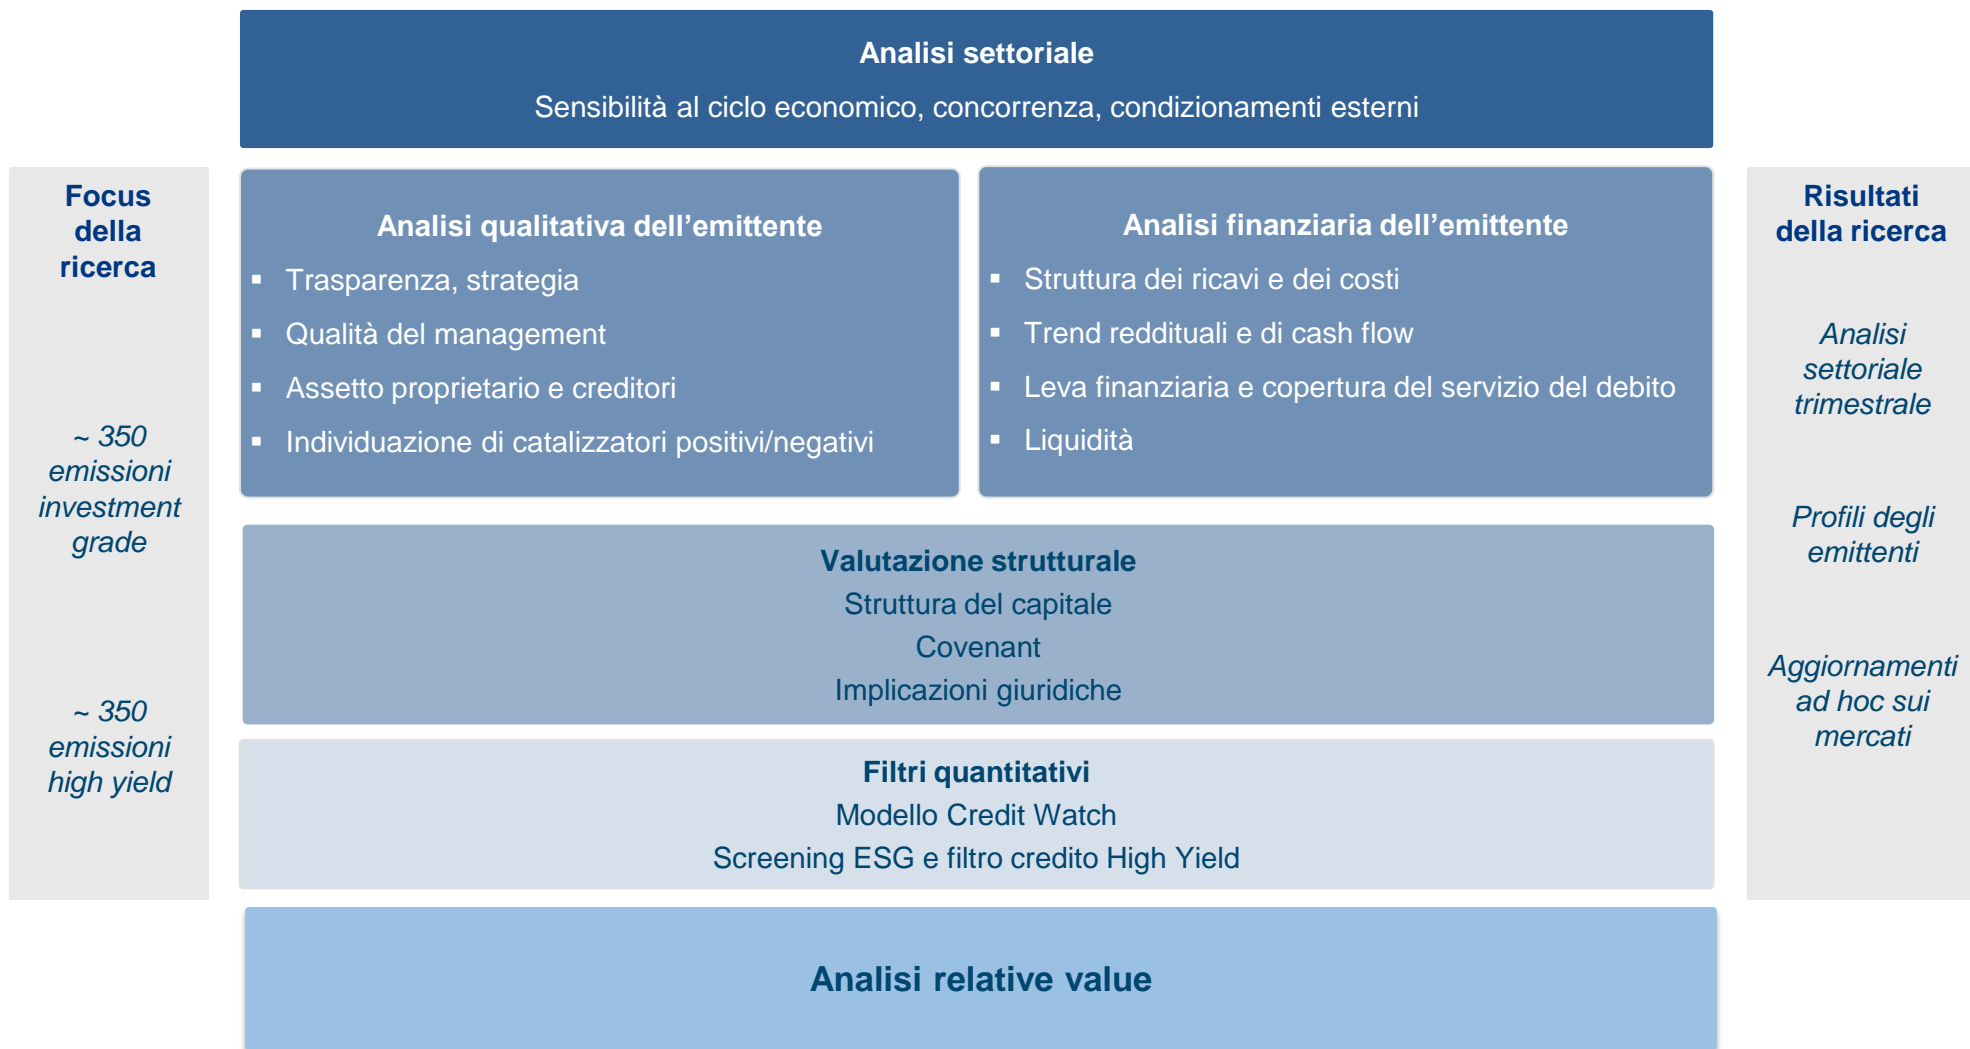 Analisi settoriale
Sensibilità al ciclo economico, concorrenza, condizionamenti esterni
Focus
della
ricerca
~ 350
emissioni
investment
grade
~ 350
emissioni
high yield
Analisi qualitativa dell’emittente
▪ Trasparenza, strategia
▪ Qualità del management
▪ Assetto proprietario e creditori
▪ Individuazione di catalizzatori positivi/negativi
Analisi finanziaria dell’emittente
▪ Struttura dei ricavi e dei costi
▪ Trend reddituali e di cash flow
▪ Leva finanziaria e copertura del servizio del debito
▪ Liquidità
Valutazione strutturale
Struttura del capitale
Covenant
Implicazioni giuridiche
Filtri quantitativi
Modello Credit Watch
Screening ESG e filtro credito High Yield
Analisi relative value
Risultati
della ricerca
Analisi
settoriale
trimestrale
Profili degli
emittenti
Aggiornamenti
ad hoc sui
mercati